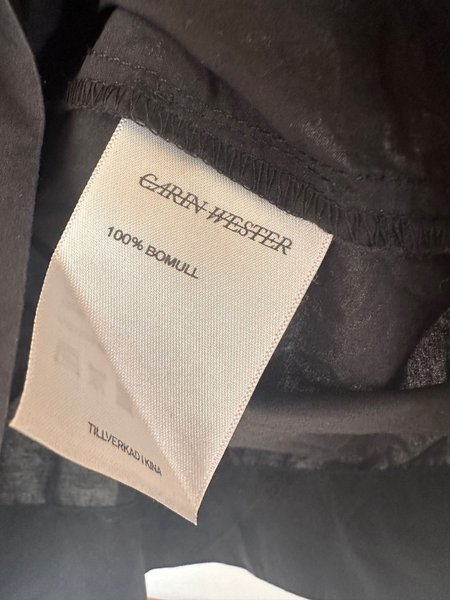 CARIN WESTER
100% BOMULL
TILLVERKAD I KINA